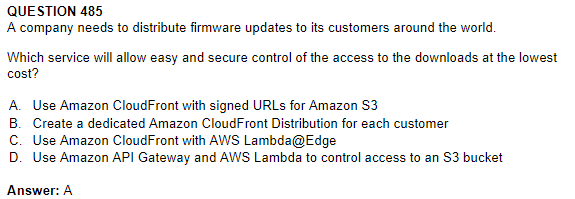 QUESTION 485
A company needs to distribute firmware updates to its customers around the world.
Which service will allow easy and secure control of the access to the downloads at the lowest
cost?
A. Use Amazon CloudFront with signed URLs for Amazon S3
B. Create a dedicated Amazon CloudFront Distribution for each customer
C. Use Amazon CloudFront with AWS Lambda@Edge
D. Use Amazon API Gateway and AWS Lambda to control access to an S3 bucket
Answer: A